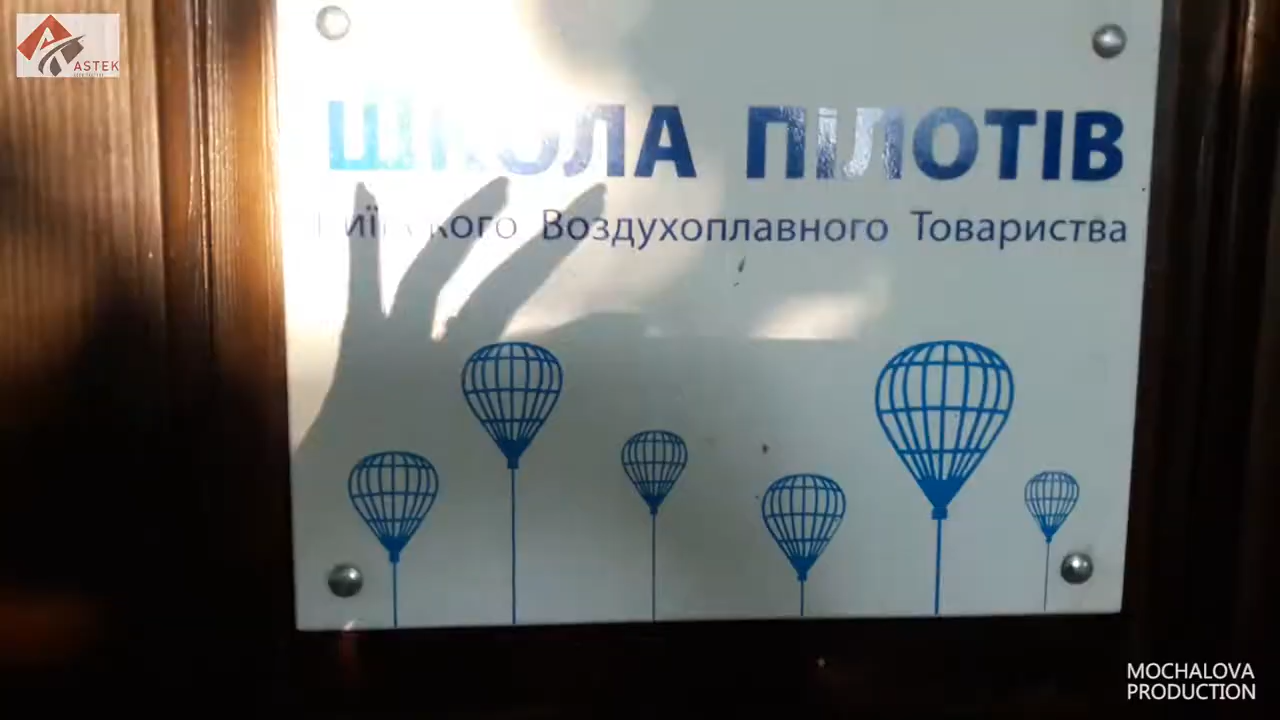 ASTEK
ШКОЛА ПІЛОТІВ
Воздухоплавного Товариства
MOCHALOVA
PRODUCTION